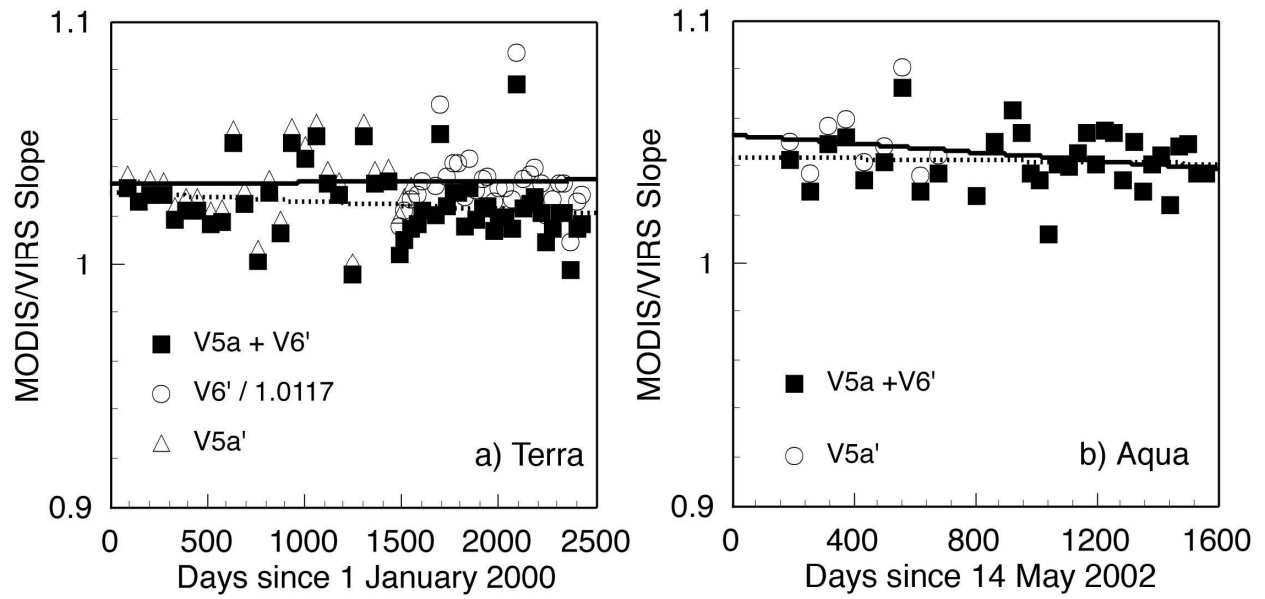 1.1
1
0.9
MODIS/VIRS Slope
V5a + V6'
V6' / 1.0117
V5a'
a) Terra
0 500 1000 1500 2000 2500
Days since 1 January 2000
1.1
1
0.9
MODIS/VIRS Slope
V5a +V6'
V5a'
b) Aqua
0 400 800 1200 1600
Days since 14 May 2002